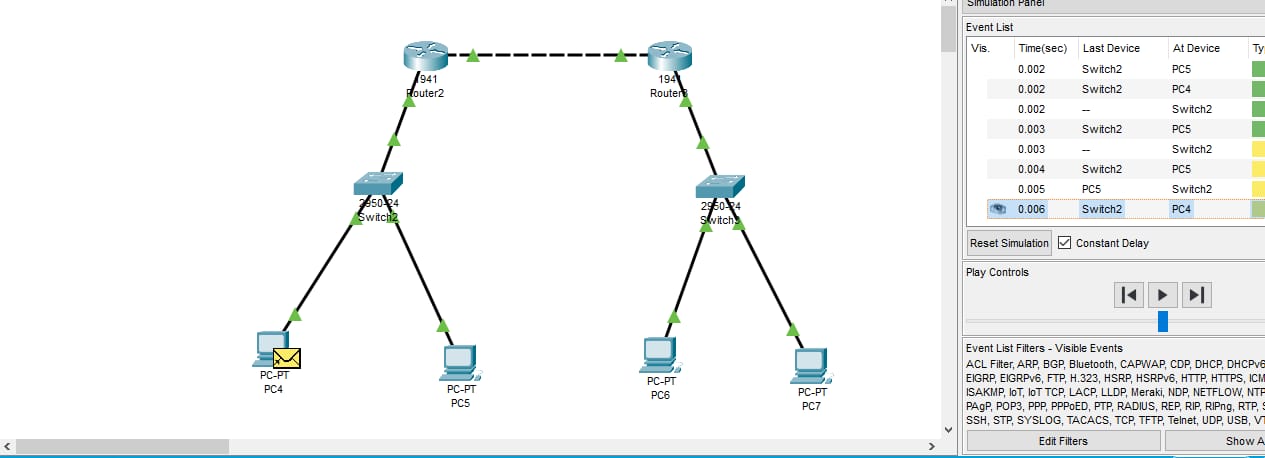 1941
Router2
1941
Router3
2950-24
Switch2
2950-24
Switch3
PC-PT
PC4
PC-PT
PC5
PC-PT
PC6
PC-PT
PC7
Simulation Panel
Event List
Vis. Time(sec) Last Device At Device Ty
0.002 Switch2 PC5
0.002 Switch2 PC4
0.002 -- Switch2
0.003 Switch2 PC5
0.003 -- Switch2
0.004 Switch2 PC5
0.005 PC5 Switch2
0.006 Switch2 PC4
Reset Simulation Constant Delay
Play Controls
Event List Filters - Visible Events
ACL Filter, ARP, BGP, Bluetooth, CAPWAP, CDP, DHCP, DHCPv6
EIGRP, EIGRPv6, FTP, H.323, HSRP, HSRPv6, HTTP, HTTPS, ICM
ISAKMP, IoT, IoT TCP, LACP, LLDP, Meraki, NDP, NETFLOW, NTP
PAgP, POP3, PPP, PPPoED, PTP, RADIUS, REP, RIP, RIPng, RTP, S
SSH, STP, SYSLOG, TACACS, TCP, TFTP, Telnet, UDP, USB, VT
Edit Filters Show A